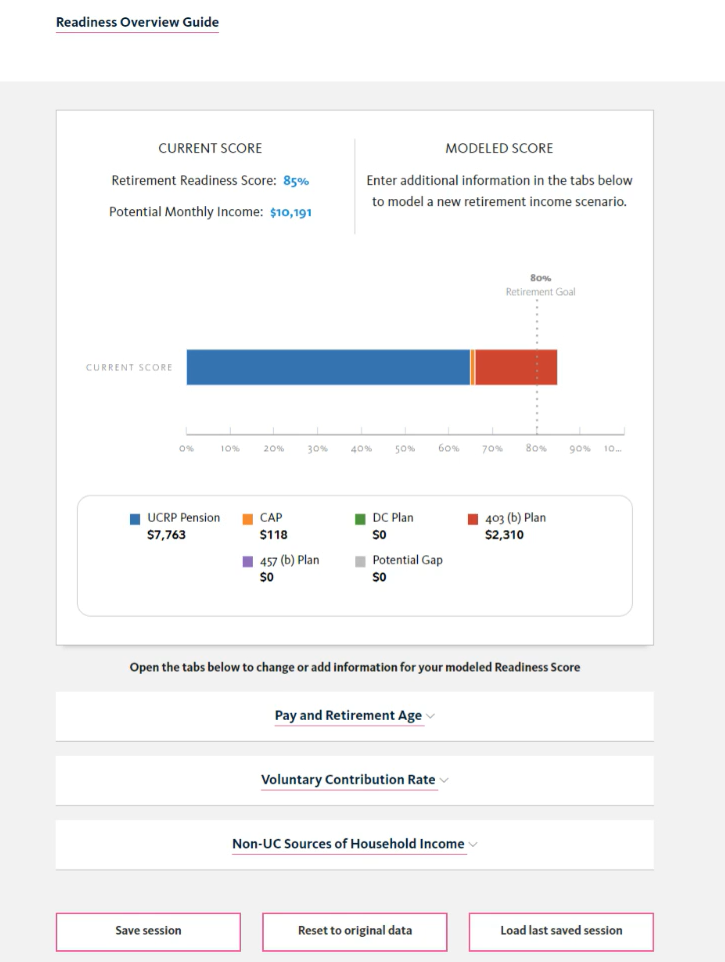 Readiness Overview Guide
CURRENT SCORE
Retirement Readiness Score: 85%
Potential Monthly Income: $10,191
MODELED SCORE
Enter additional information in the tabs below
to model a new retirement income scenario.
80%
Retirement Goal
CURRENT SCORE
0% 10% 20% 30% 40% 50% 60% 70% 80% 90% 10...
UCRP Pension
$7,763
CAP
$118
DC Plan
$0
403 (b) Plan
$2,310
457 (b) Plan
$0
Potential Gap
$0
Open the tabs below to change or add information for your modeled Readiness Score
Pay and Retirement Age
Voluntary Contribution Rate
Non-UC Sources of Household Income
Save session
Reset to original data
Load last saved session